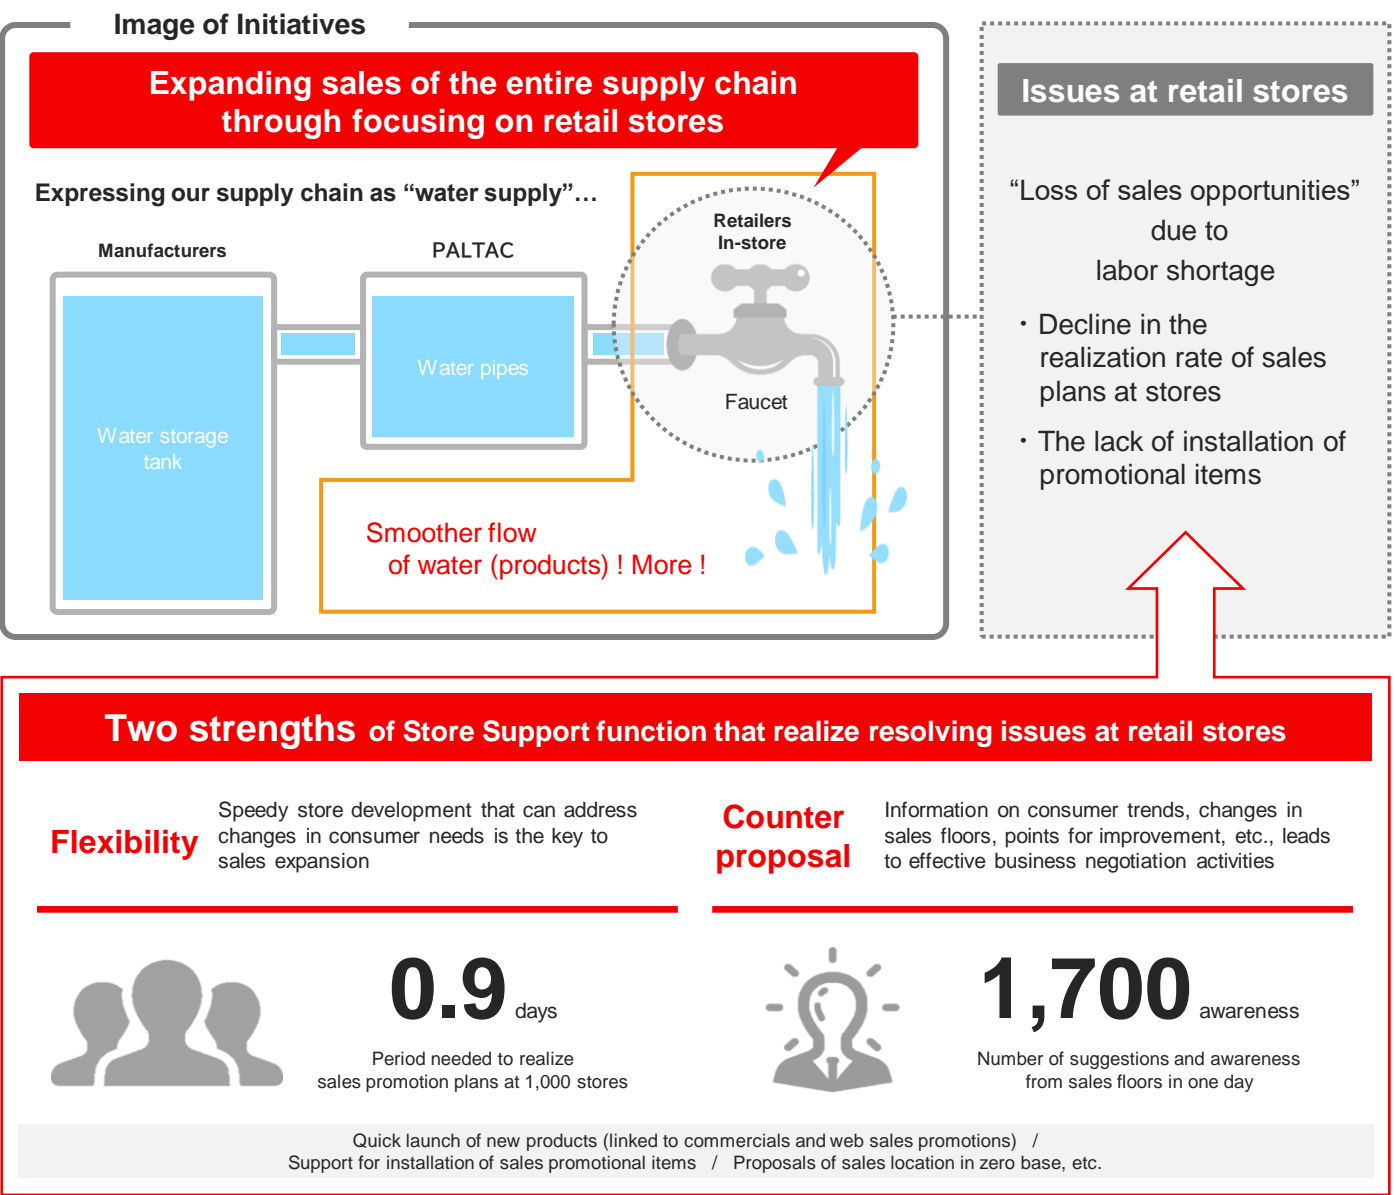 Image of Initiatives
Expanding sales of the entire supply chain
through focusing on retail stores
Expressing our supply chain as “water supply”…
Manufacturers
PALTAC
Retailers
In-store
Water storage
tank
Water pipes
Faucet
Smoother flow
of water (products) ! More !
Issues at retail stores
“Loss of sales opportunities”
due to
labor shortage
・Decline in the
realization rate of sales
plans at stores
・The lack of installation of
promotional items
Two strengths of Store Support function that realize resolving issues at retail stores
Flexibility
Speedy store development that can address
changes in consumer needs is the key to
sales expansion
0.9 days
Period needed to realize
sales promotion plans at 1,000 stores
Counter
proposal
Information on consumer trends, changes in
sales floors, points for improvement, etc., leads
to effective business negotiation activities
1,700 awareness
Number of suggestions and awareness
from sales floors in one day
Quick launch of new products (linked to commercials and web sales promotions) /
Support for installation of sales promotional items / Proposals of sales location in zero base, etc.